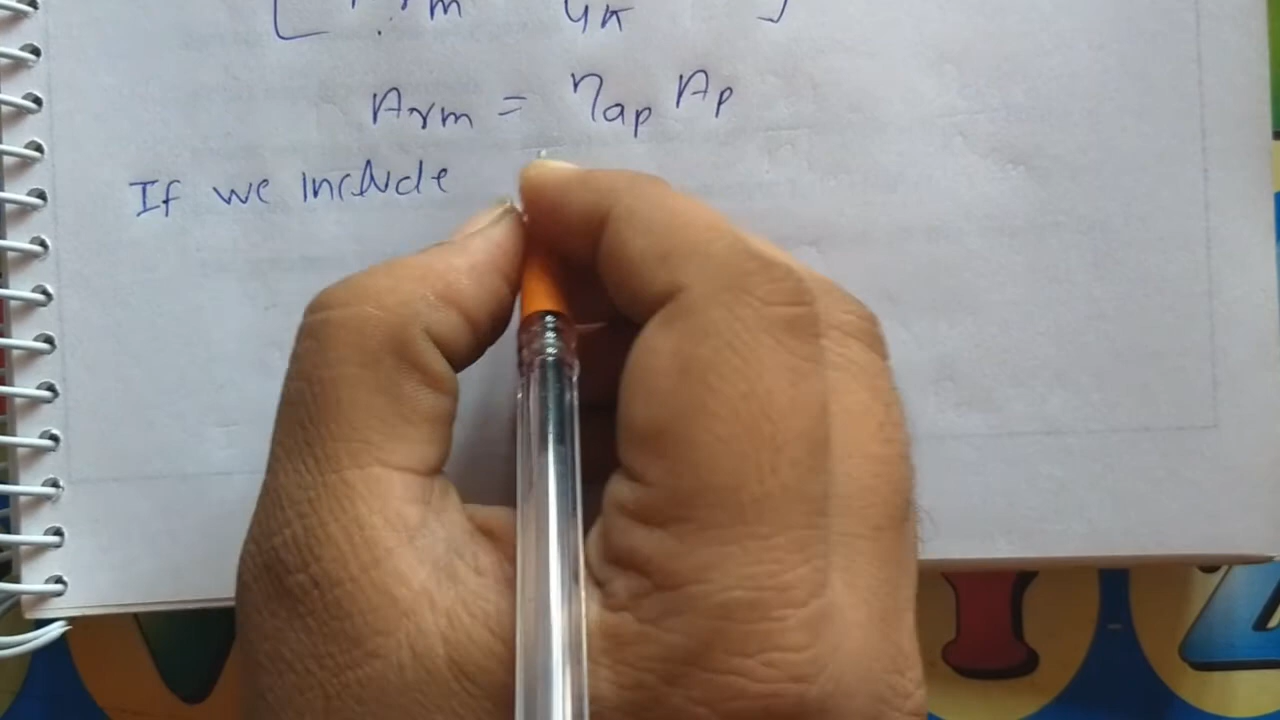 Arm = ηap Ap
If we include